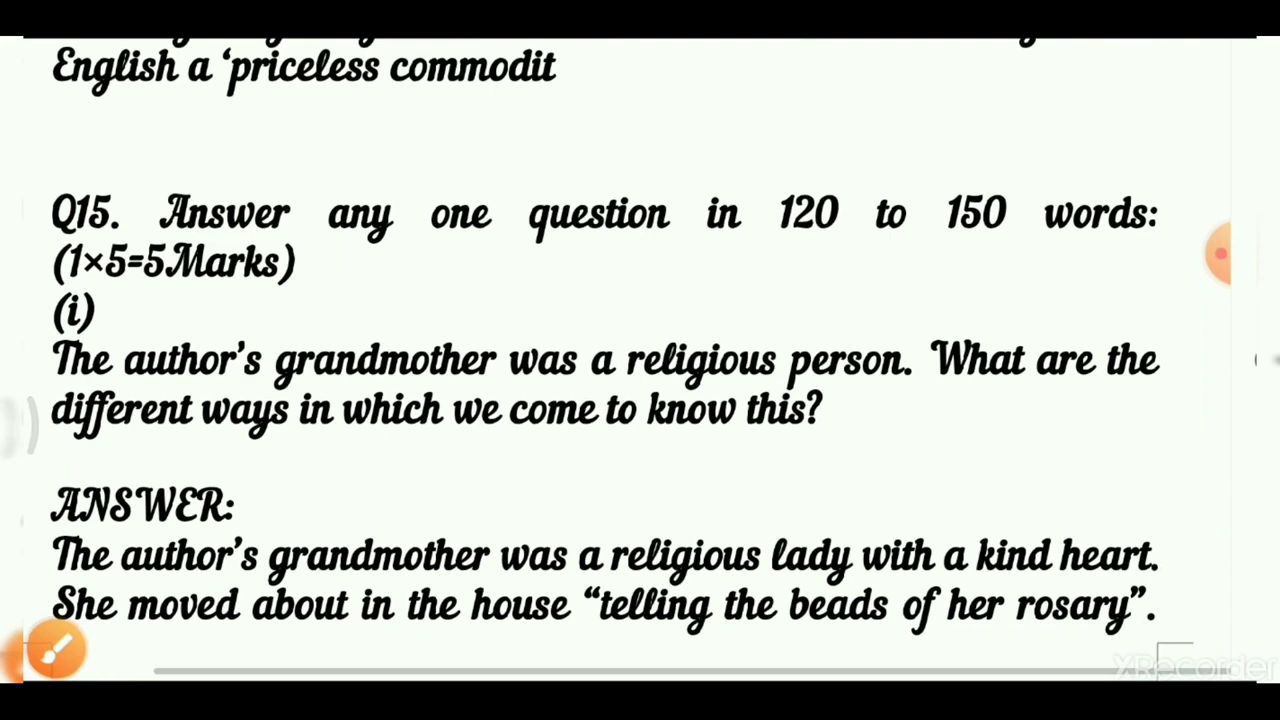 English a ‘priceless commodit
Q15. Answer any one question in 120 to 150 words:
(1×5=5Marks)
(i)
The author’s grandmother was a religious person. What are the
different ways in which we come to know this?
ANSWER:
The author’s grandmother was a religious lady with a kind heart.
She moved about in the house “telling the beads of her rosary”.
XRecorder